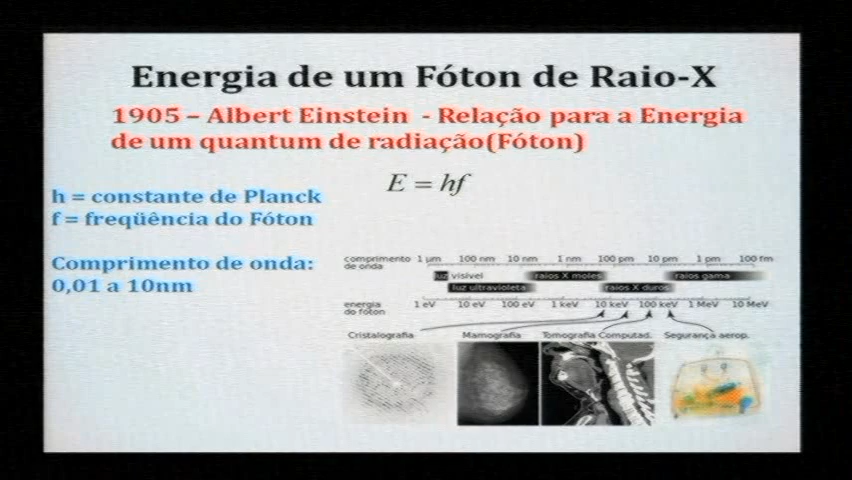 Energia de um Fóton de Raio-X
1905 – Albert Einstein - Relação para a Energia
de um quantum de radiação(Fóton)
E = hf
h = constante de Planck
f = freqüência do Fóton
Comprimento de onda:
0,01 a 10nm
comprimento de onda 1 μm 100 nm 10 nm 1 nm 100 pm 10 pm 1 pm 100 fm
luz visível raios X moles raios gama
luz ultravioleta raios X duros
energia do fóton 1 eV 10 eV 100 eV 1 keV 10 keV 100 keV 1 MeV 10 MeV
Cristalografia Mamografia Tomografia Computad. Segurança aerop.